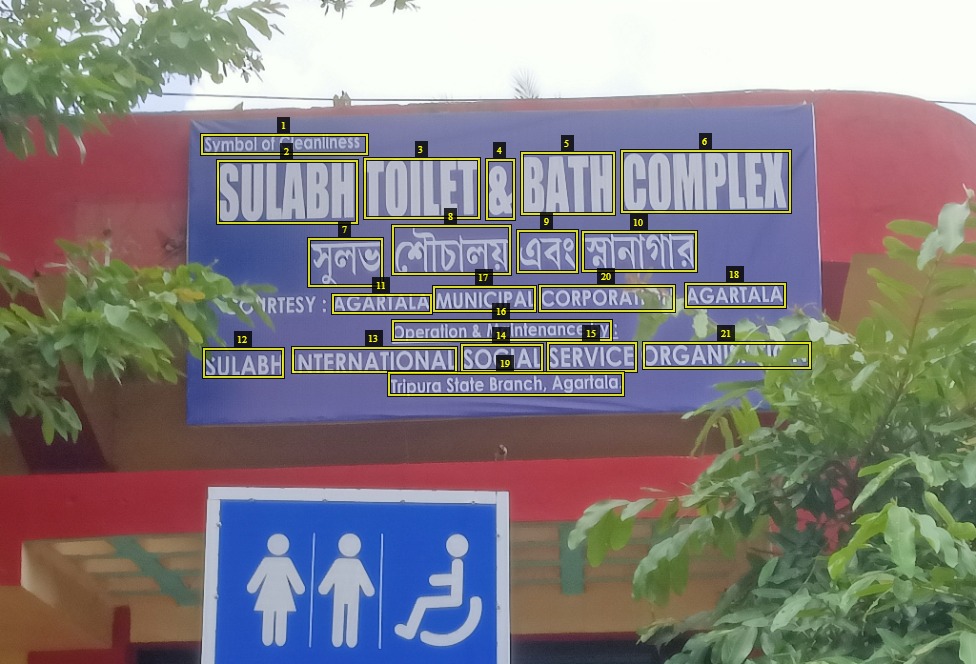 Symbol of Cleanliness
SULABH TOILET & BATH COMPLEX
সুলভ শৌচালয় এবং স্নানাগার
COURTESY : AGARTALA MUNICIPAL CORPORATION AGARTALA
Operation & Maintenance by :
SULABH INTERNATIONAL SOCIAL SERVICE ORGANISATION
Tripura State Branch, Agartala.